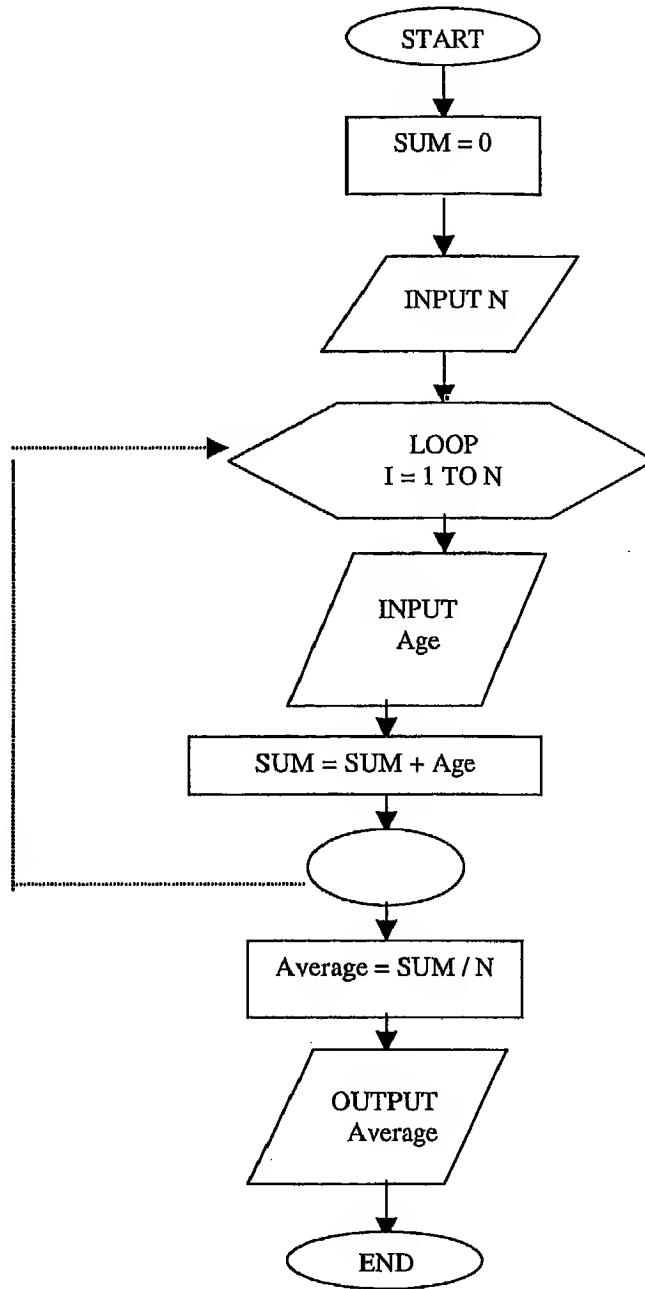 START
SUM = 0
INPUT N
LOOP
I = 1 TO N
INPUT
Age
SUM = SUM + Age
Average = SUM / N
OUTPUT
Average
END